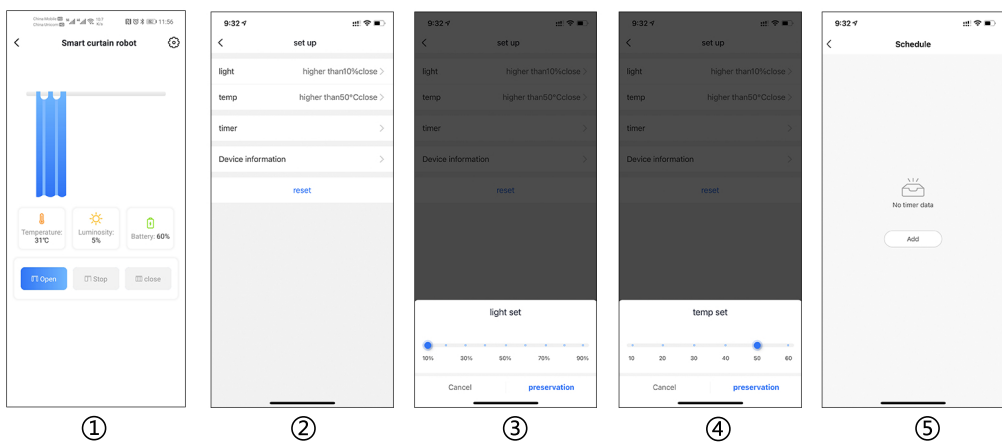 China Mobile HD 107 K/s 11:56
China Unicom HD
Smart curtain robot
Temperature:
31℃
Luminosity:
5%
Battery: 60%
Open
Stop
close
①
9:32
set up
light higher than10%close
temp higher than50°Cclose
timer
Device information
reset
②
9:32
set up
light higher than10%close
temp higher than50°Cclose
timer
Device information
reset
light set
10% 30% 50% 70% 90%
Cancel preservation
③
9:32
set up
light higher than10%close
temp higher than50°Cclose
timer
Device information
reset
temp set
10 20 30 40 50 60
Cancel preservation
④
9:32
Schedule
No timer data
Add
⑤